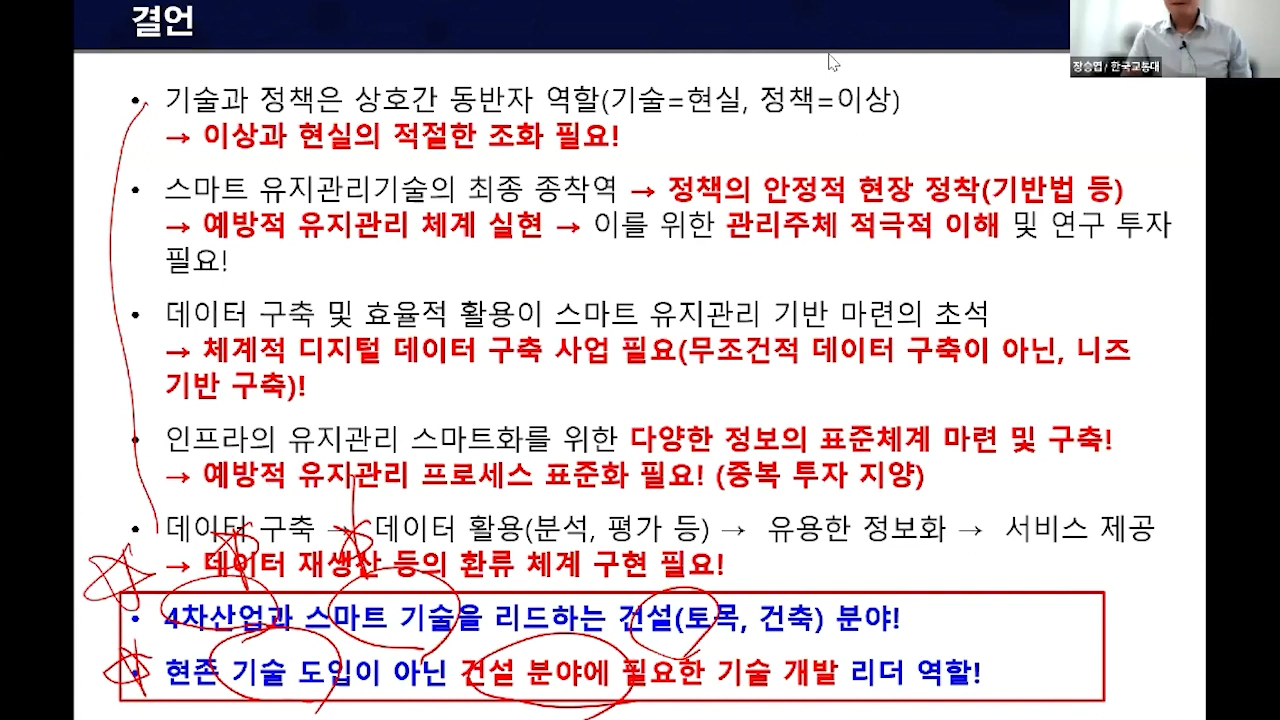 결언
장승엽 / 한국교통대
• 기술과 정책은 상호간 동반자 역할(기술=현실, 정책=이상)
→ 이상과 현실의 적절한 조화 필요!
• 스마트 유지관리기술의 최종 종착역 → 정책의 안정적 현장 정착(기반법 등)
→ 예방적 유지관리 체계 실현 → 이를 위한 관리주체 적극적 이해 및 연구 투자
필요!
• 데이터 구축 및 효율적 활용이 스마트 유지관리 기반 마련의 초석
→ 체계적 디지털 데이터 구축 사업 필요(무조건적 데이터 구축이 아닌, 니즈
기반 구축)!
• 인프라의 유지관리 스마트화를 위한 다양한 정보의 표준체계 마련 및 구축!
→ 예방적 유지관리 프로세스 표준화 필요! (중복 투자 지양)
• 데이터 구축 → 데이터 활용(분석, 평가 등) → 유용한 정보화 → 서비스 제공
→ 데이터 재생산 등의 환류 체계 구현 필요!
• 4차산업과 스마트 기술을 리드하는 건설(토목, 건축) 분야!
• 현존 기술 도입이 아닌 건설 분야에 필요한 기술 개발 리더 역할!